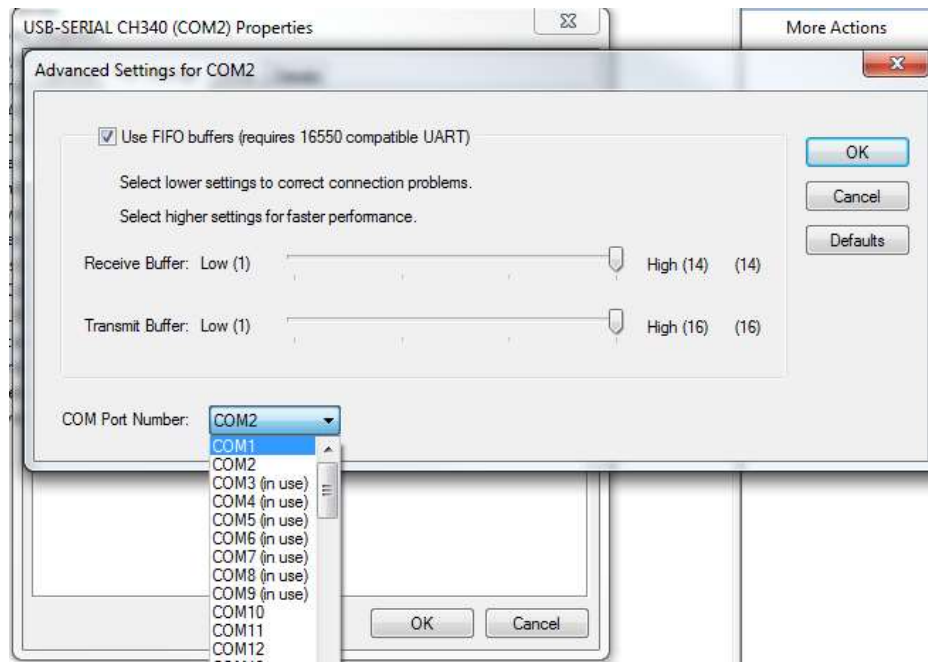 USB-SERIAL CH340 (COM2) Properties
More Actions
Advanced Settings for COM2
Use FIFO buffers (requires 16550 compatible UART)
OK
Select lower settings to correct connection problems.
Cancel
Select higher settings for faster performance.
Defaults
Receive Buffer: Low (1) High (14) (14)
Transmit Buffer: Low (1) High (16) (16)
COM Port Number: COM2
COM1
COM2
COM3 (in use)
COM4 (in use)
COM5 (in use)
COM6 (in use)
COM7 (in use)
COM8 (in use)
COM9 (in use)
COM10
COM11
COM12
OK Cancel